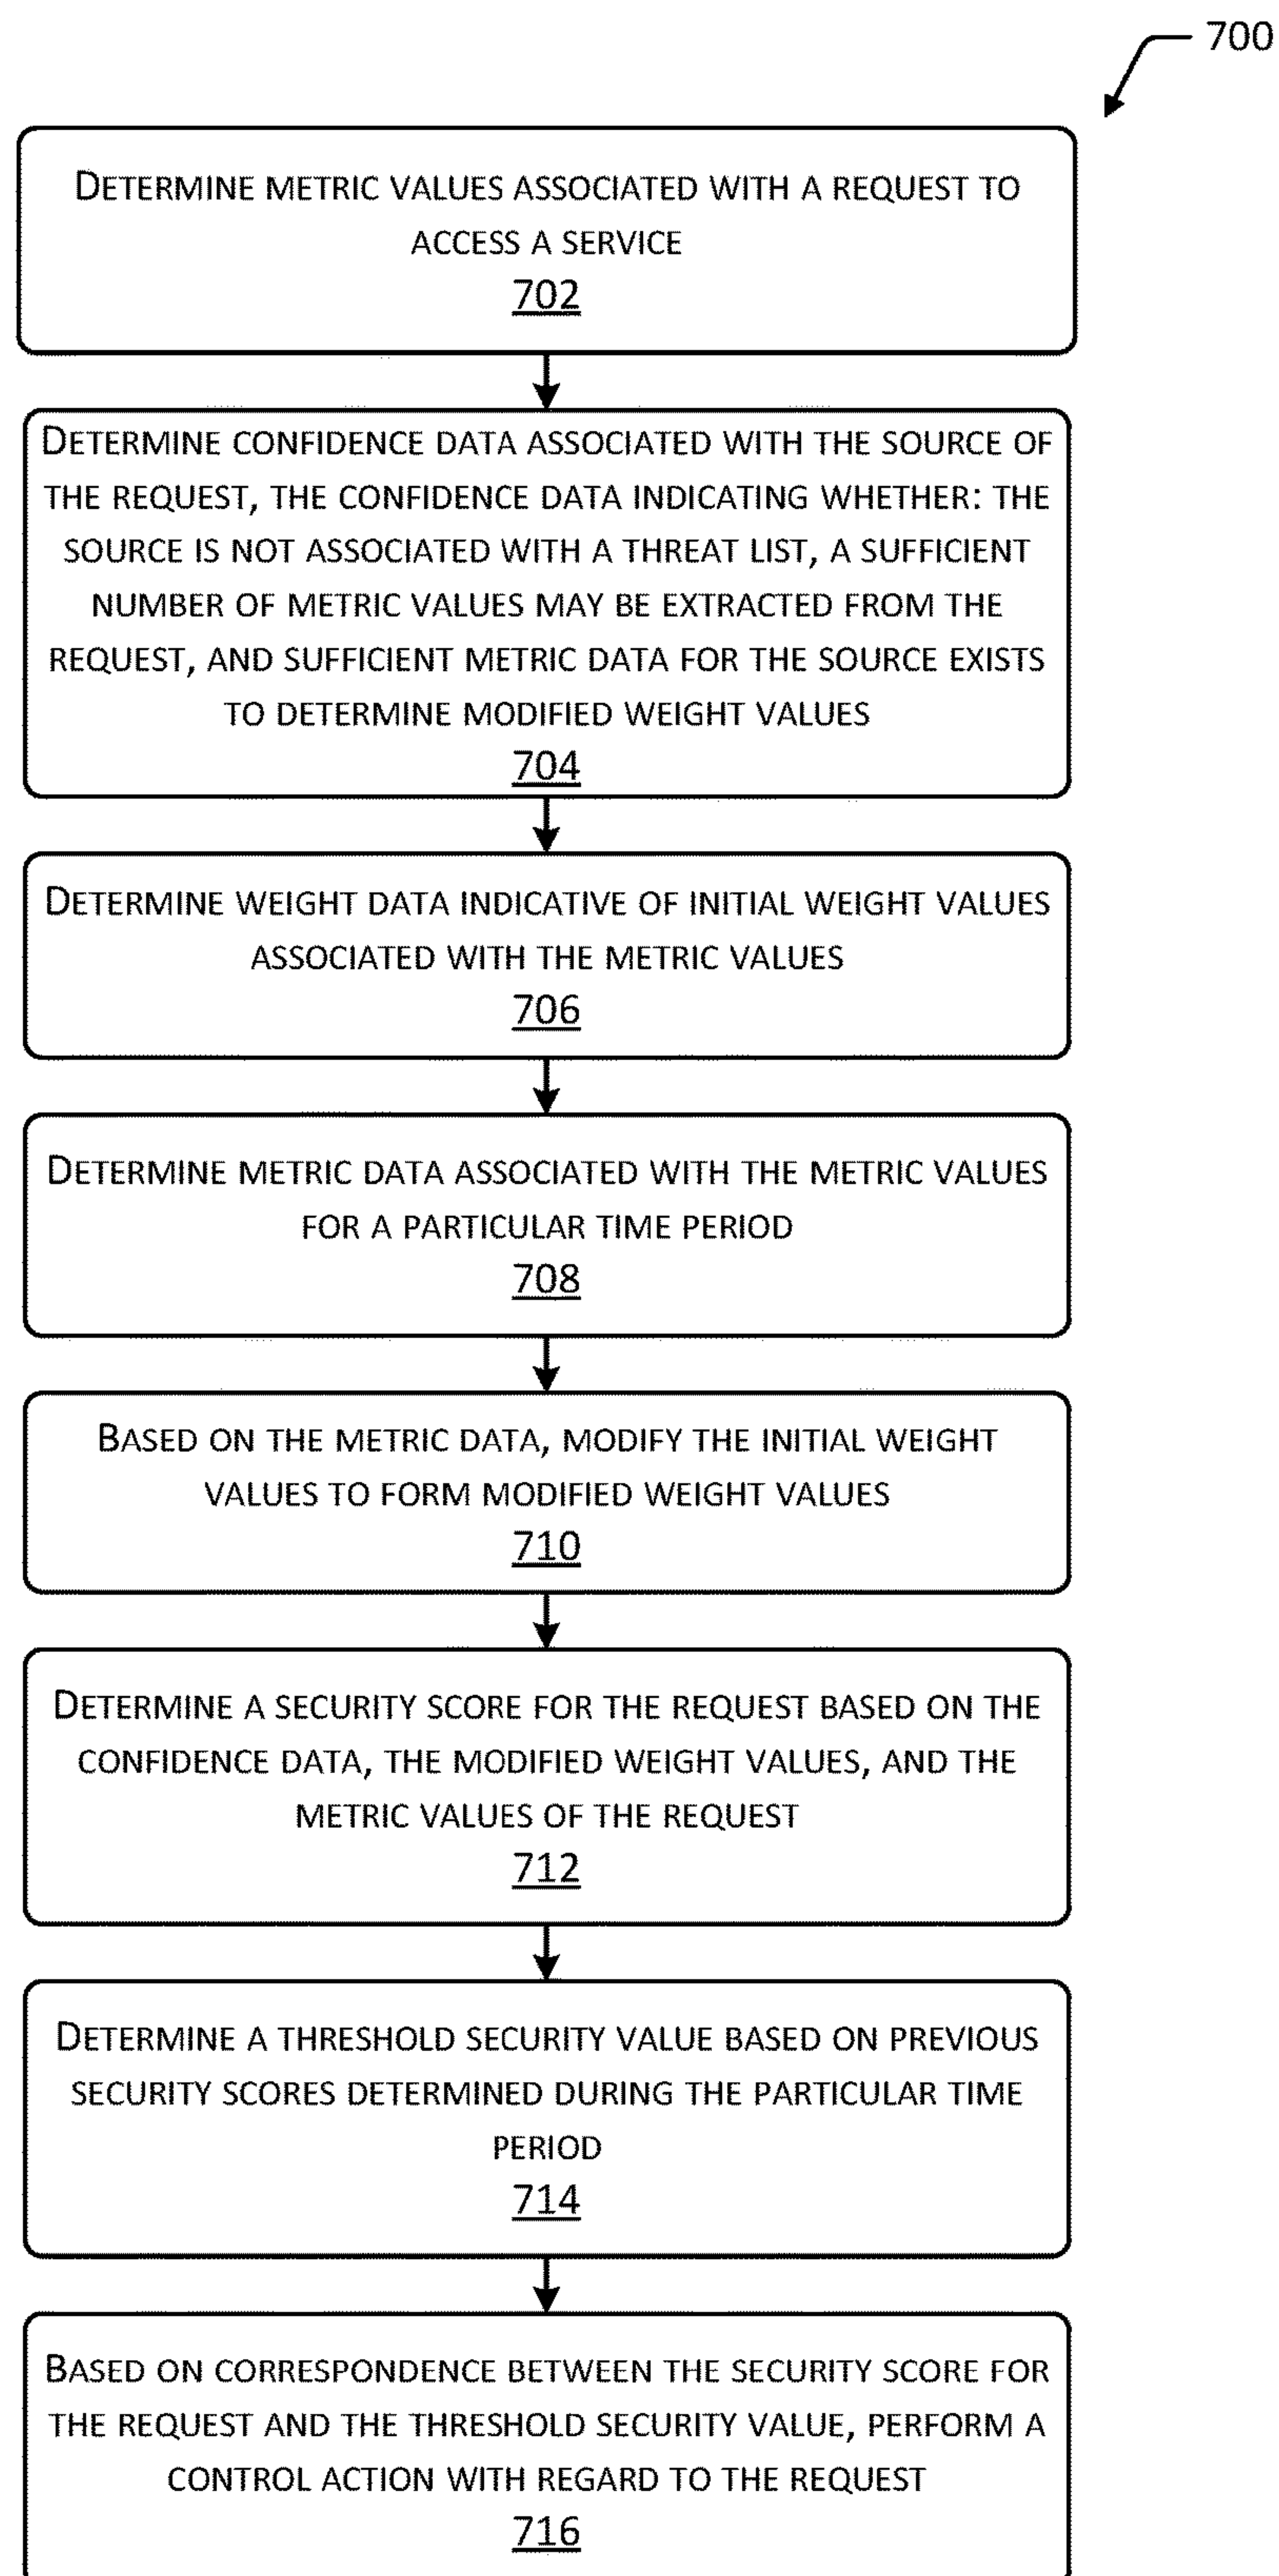 700
DETERMINE METRIC VALUES ASSOCIATED WITH A REQUEST TO
ACCESS A SERVICE
702
DETERMINE CONFIDENCE DATA ASSOCIATED WITH THE SOURCE OF
THE REQUEST, THE CONFIDENCE DATA INDICATING WHETHER: THE
SOURCE IS NOT ASSOCIATED WITH A THREAT LIST, A SUFFICIENT
NUMBER OF METRIC VALUES MAY BE EXTRACTED FROM THE
REQUEST, AND SUFFICIENT METRIC DATA FOR THE SOURCE EXISTS
TO DETERMINE MODIFIED WEIGHT VALUES
704
DETERMINE WEIGHT DATA INDICATIVE OF INITIAL WEIGHT VALUES
ASSOCIATED WITH THE METRIC VALUES
706
DETERMINE METRIC DATA ASSOCIATED WITH THE METRIC VALUES
FOR A PARTICULAR TIME PERIOD
708
BASED ON THE METRIC DATA, MODIFY THE INITIAL WEIGHT
VALUES TO FORM MODIFIED WEIGHT VALUES
710
DETERMINE A SECURITY SCORE FOR THE REQUEST BASED ON THE
CONFIDENCE DATA, THE MODIFIED WEIGHT VALUES, AND THE
METRIC VALUES OF THE REQUEST
712
DETERMINE A THRESHOLD SECURITY VALUE BASED ON PREVIOUS
SECURITY SCORES DETERMINED DURING THE PARTICULAR TIME
PERIOD
714
BASED ON CORRESPONDENCE BETWEEN THE SECURITY SCORE FOR
THE REQUEST AND THE THRESHOLD SECURITY VALUE, PERFORM A
CONTROL ACTION WITH REGARD TO THE REQUEST
716